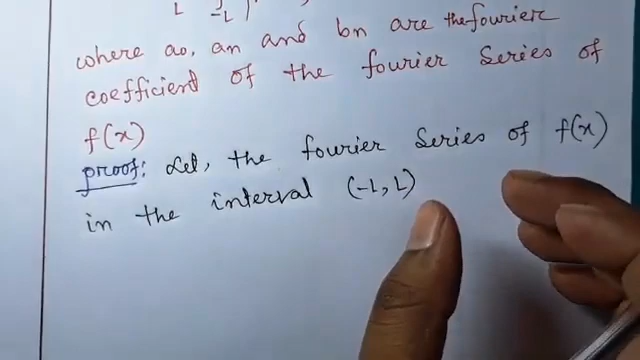 L -L
where ao, an and bn are the fourier
coefficient of the fourier series of
f(x)
proof: Let, the fourier series of f(x)
in the interval (-L, L)